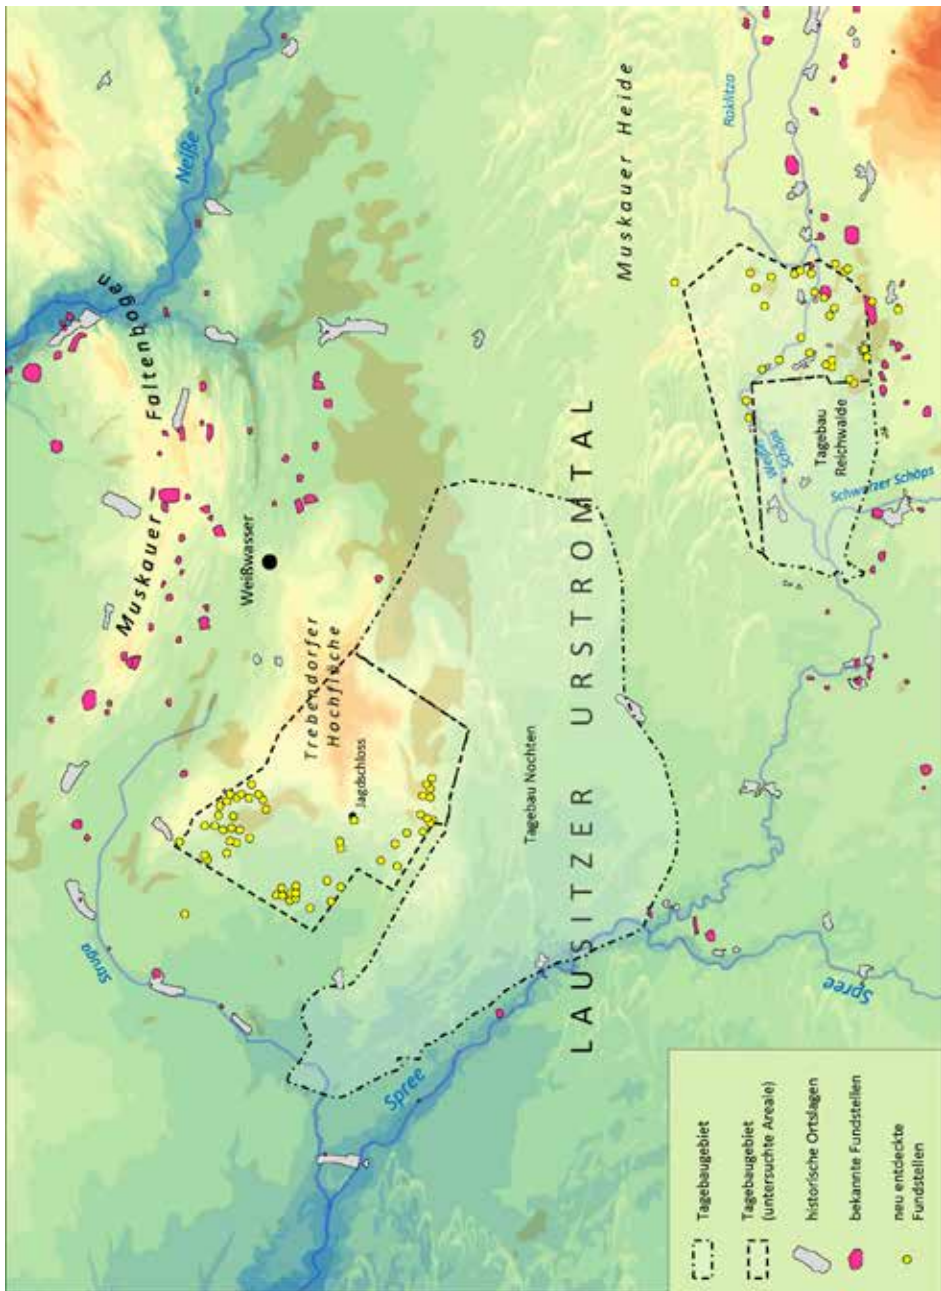 Neiße
Muskauer-
Faltenbogen
Struga
Weißwasser
Trebendorfer
Hochfläche
Jagdschloss
Spree
Tagebau Nochten
LAUSITZER URSTROMTAL
Muskauer Heide
Raklitza
Weißer
Schöps
Tagebau
Reichwalde
Schwarzer Schöps
Spree
Tagebaugebiet
Tagebaugebiet
(untersuchte Areale)
historische Ortslagen
bekannte Fundstellen
neu entdeckte
Fundstellen